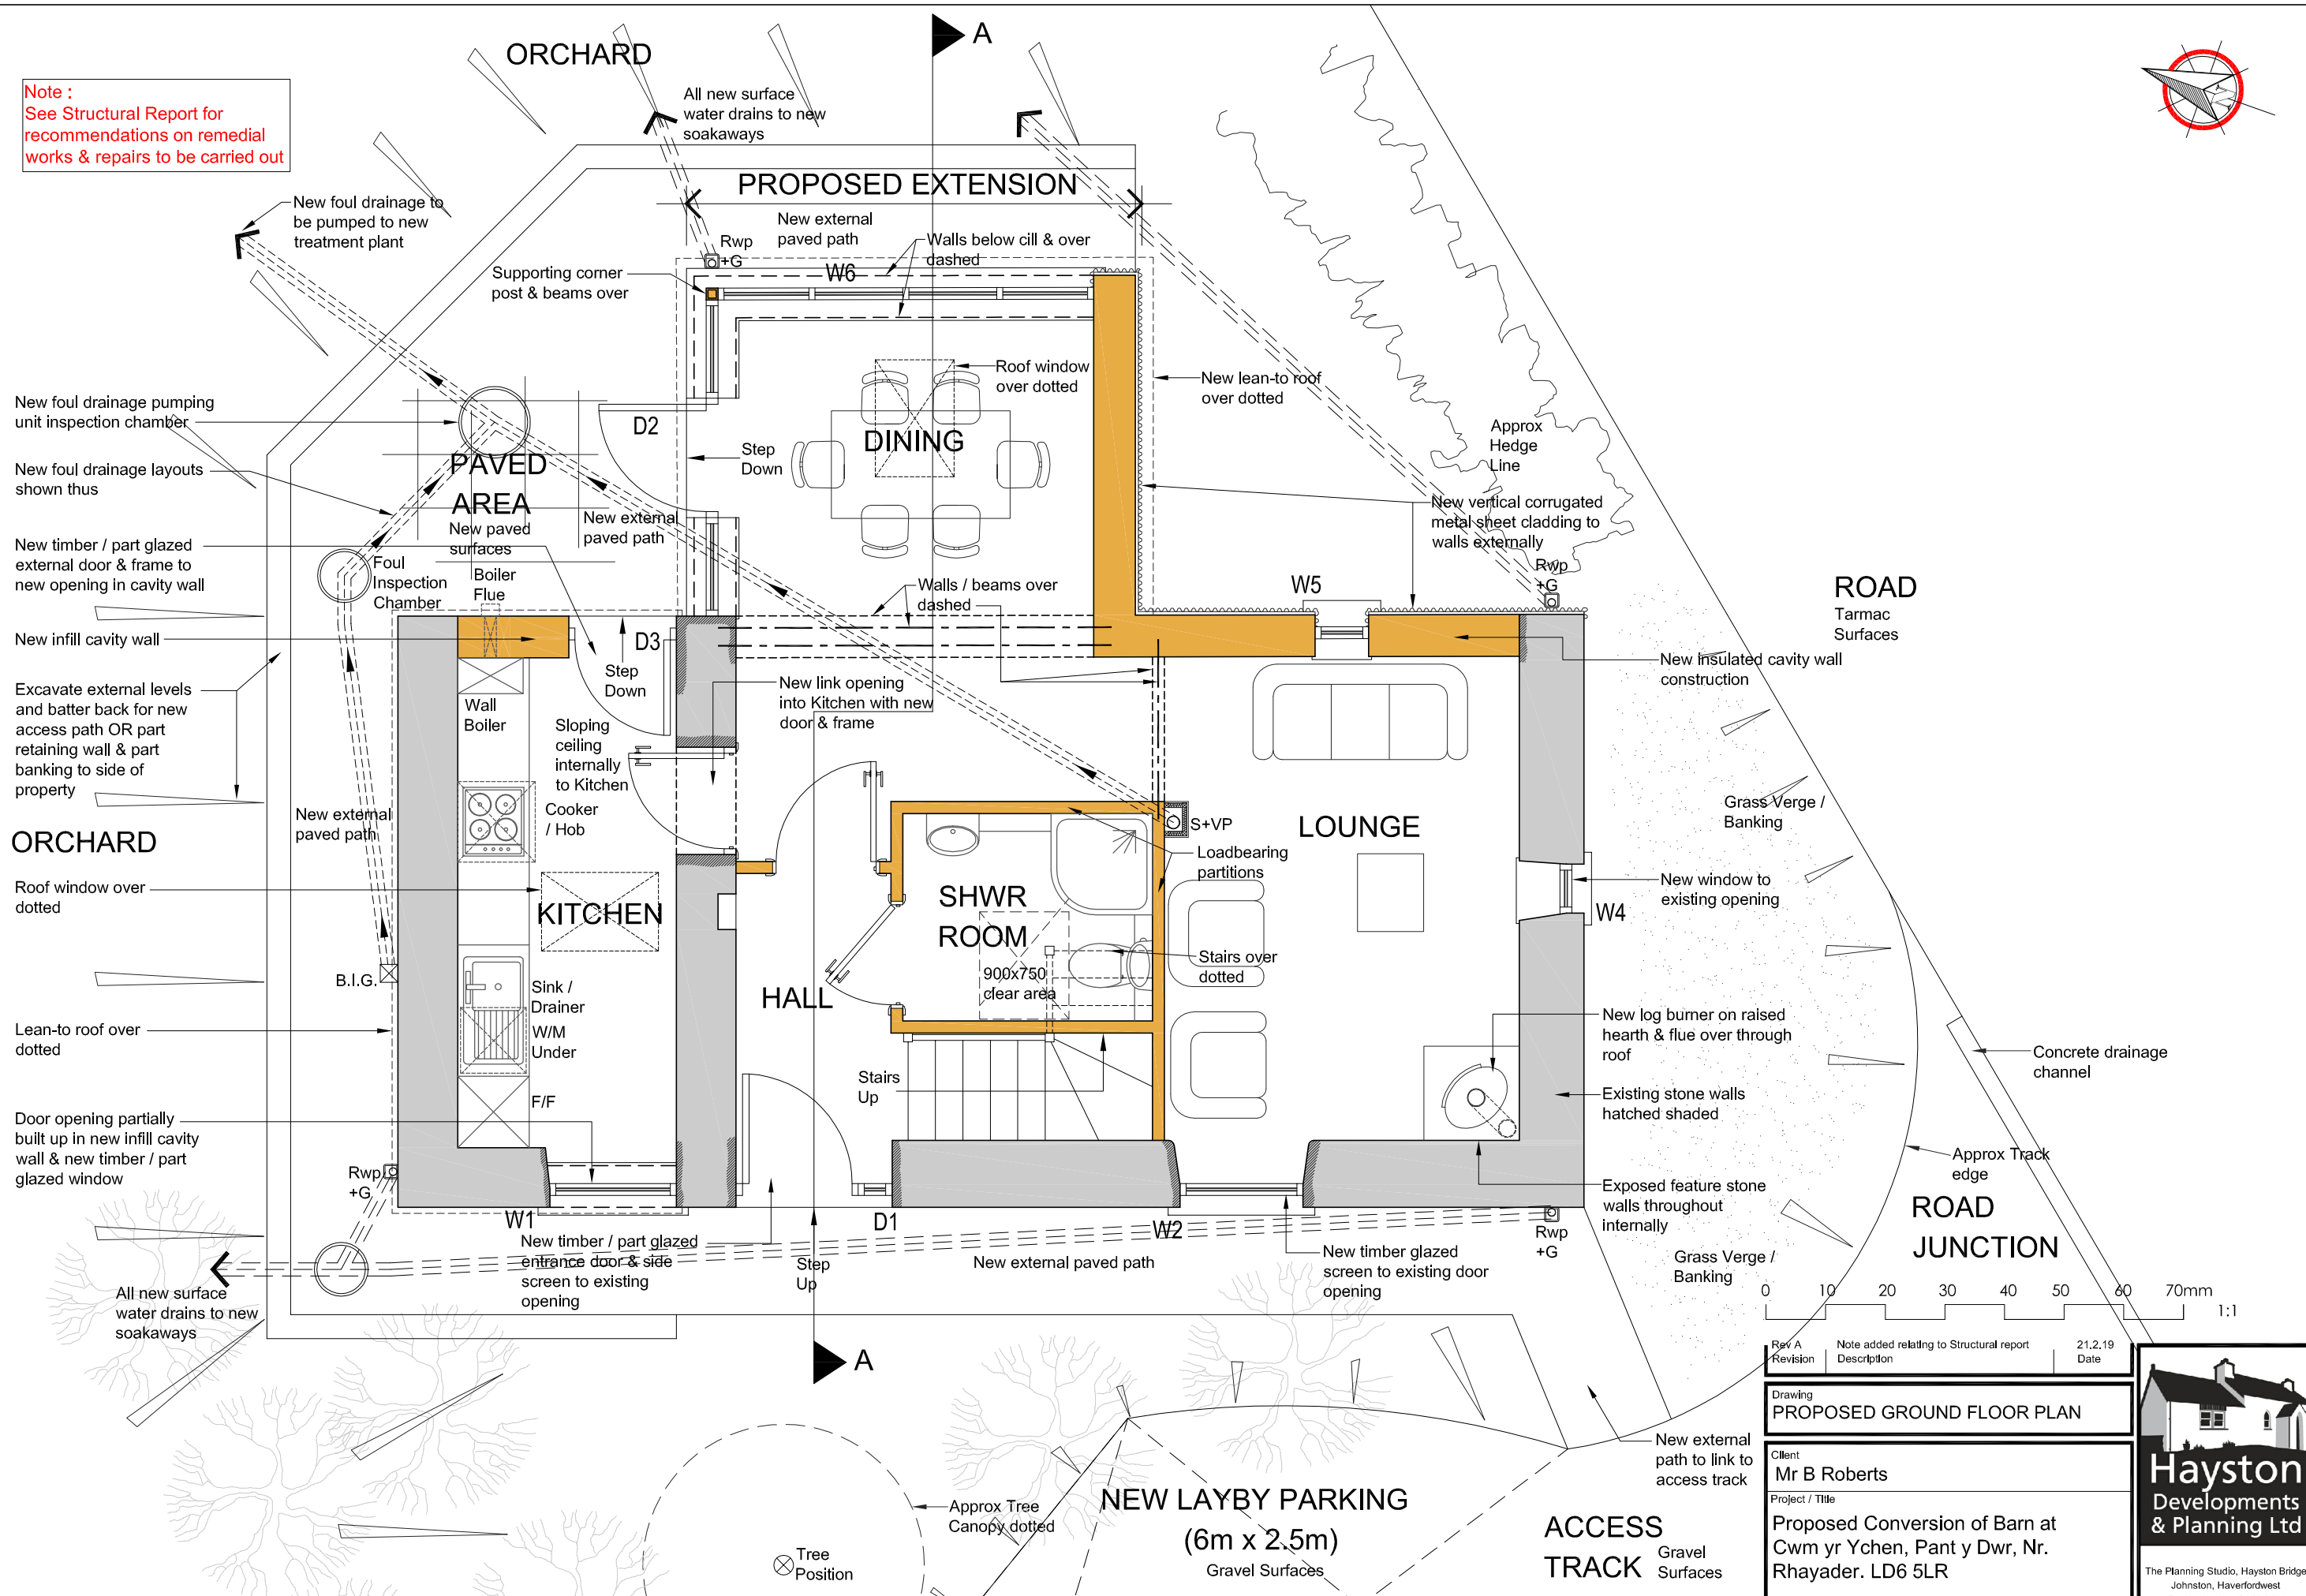 ORCHARD
A
Note :
See Structural Report for
recommendations on remedial
works & repairs to be carried out
All new surface
water drains to new
soakaways
PROPOSED EXTENSION
New foul drainage to
be pumped to new
treatment plant
New external
paved path
Rwp
+G
Walls below cill & over
dashed
W6
Supporting corner
post & beams over
Roof window
over dotted
New lean-to roof
over dotted
New foul drainage pumping
unit inspection chamber
D2
DINING
Step
Down
Approx
Hedge
Line
New foul drainage layouts
shown thus
PAVED
AREA
New paved
surfaces
New external
paved path
New vertical corrugated
metal sheet cladding to
walls externally
New timber / part glazed
external door & frame to
new opening in cavity wall
Foul
Inspection
Chamber
Boiler
Flue
Walls / beams over
dashed
W5
Rwp
+G
ROAD
Tarmac
Surfaces
New infill cavity wall
D3
Step
Down
New insulated cavity wall
construction
Excavate external levels
and batter back for new
access path OR part
retaining wall & part
banking to side of
property
Wall
Boiler
Sloping
ceiling
internally
to Kitchen
New link opening
into Kitchen with new
door & frame
New external
paved path
Cooker
/ Hob
S+VP
LOUNGE
Grass Verge /
Banking
ORCHARD
Loadbearing
partitions
Roof window over
dotted
KITCHEN
SHWR
ROOM
New window to
existing opening
W4
B.I.G.
Sink /
Drainer
HALL
900x750
clear area
Stairs over
dotted
Lean-to roof over
dotted
W/M
Under
New log burner on raised
hearth & flue over through
roof
Concrete drainage
channel
Stairs
Up
F/F
Existing stone walls
hatched shaded
Door opening partially
built up in new infill cavity
wall & new timber / part
glazed window
Rwp
+G
Approx Track
edge
Exposed feature stone
walls throughout
internally
ROAD
JUNCTION
W1
D1
W2
Rwp
+G
New timber / part glazed
entrance door & side
screen to existing
opening
Step
Up
New external paved path
New timber glazed
screen to existing door
opening
Grass Verge /
Banking
All new surface
water drains to new
soakaways
0 10 20 30 40 50 60 70mm
1:1
A
Rev A Note added relating to Structural report 21.2.19
Revision Description Date
Drawing
PROPOSED GROUND FLOOR PLAN
New external
path to link to
access track
Client
Mr B Roberts
Project / Title
Proposed Conversion of Barn at
Cwm yr Ychen, Pant y Dwr, Nr.
Rhayader. LD6 5LR
Hayston
Developments
& Planning Ltd
The Planning Studio, Hayston Bridge
Johnston, Haverfordwest
Approx Tree
Canopy dotted
NEW LAYBY PARKING
(6m x 2.5m)
Gravel Surfaces
ACCESS
TRACK
Gravel
Surfaces
Tree
Position